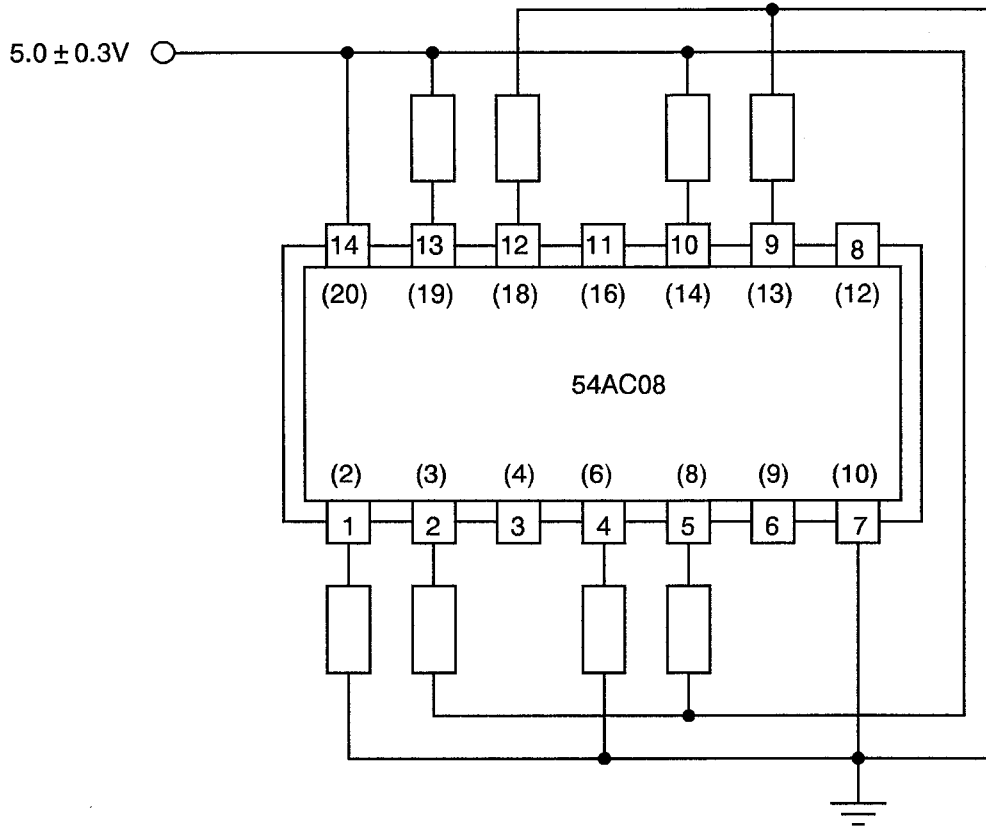 5.0 ± 0.3V
14 13 12 11 10 9 8
(20) (19) (18) (16) (14) (13) (12)
54AC08
(2) (3) (4) (6) (8) (9) (10)
1 2 3 4 5 6 7